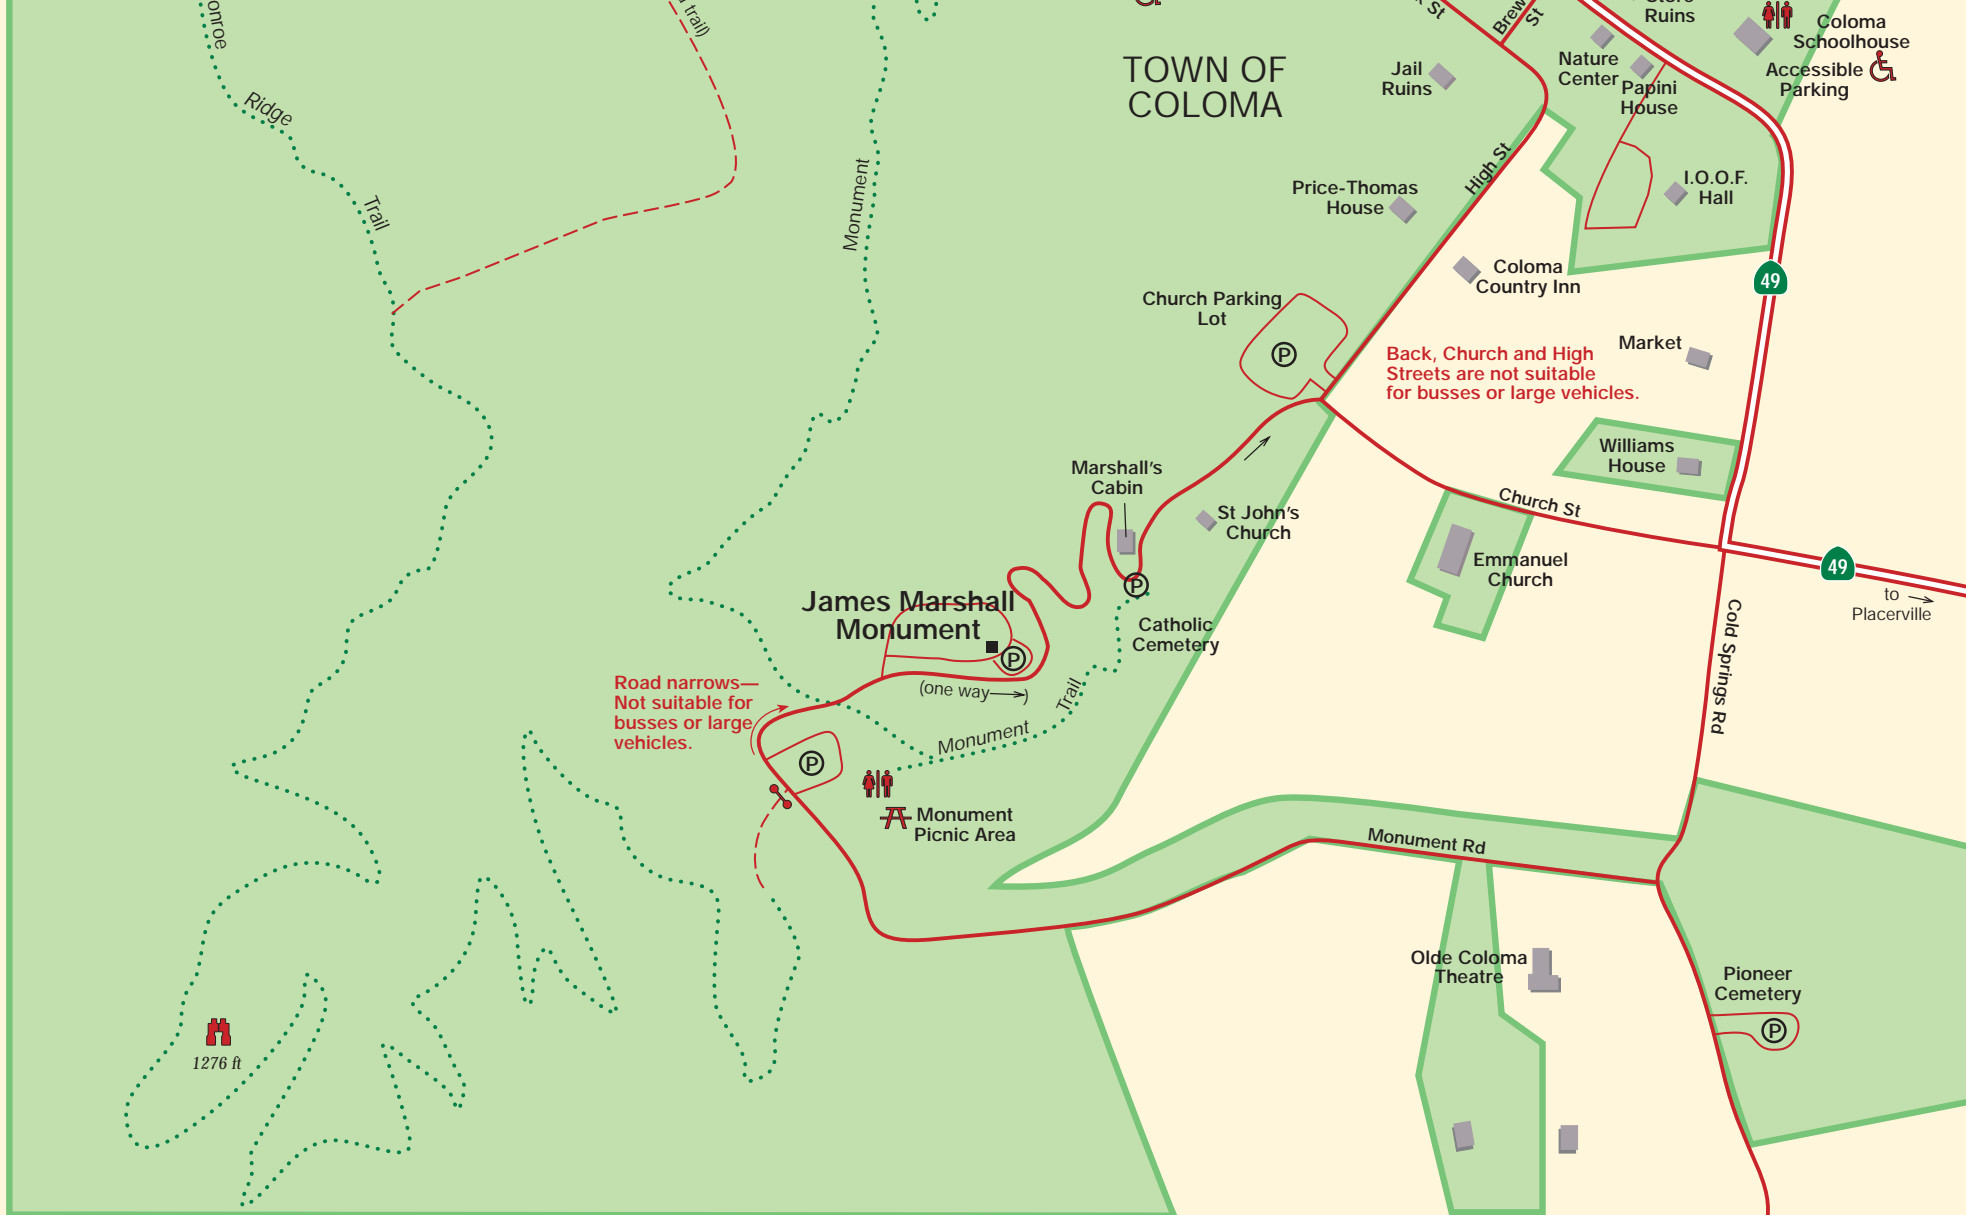 onroe
trail)
k St
Brew
St
Store
Ruins
Coloma
Schoolhouse
Accessible
Parking
TOWN OF
COLOMA
Jail
Ruins
Nature
Center
Papini
House
Ridge
Trail
Monument
High St
Price-Thomas
House
I.O.O.F.
Hall
Coloma
Country Inn
49
Church Parking
Lot
P
Market
Back, Church and High
Streets are not suitable
for busses or large vehicles.
Williams
House
Marshall's
Cabin
Church St
St John's
Church
Emmanuel
Church
49
to
Placerville
P
James Marshall
Monument
P
Catholic
Cemetery
Cold Springs Rd
Road narrows—
Not suitable for
busses or large
vehicles.
(one way )
Trail
Monument
P
Monument
Picnic Area
Monument Rd
Olde Coloma
Theatre
Pioneer
Cemetery
P
1276 ft